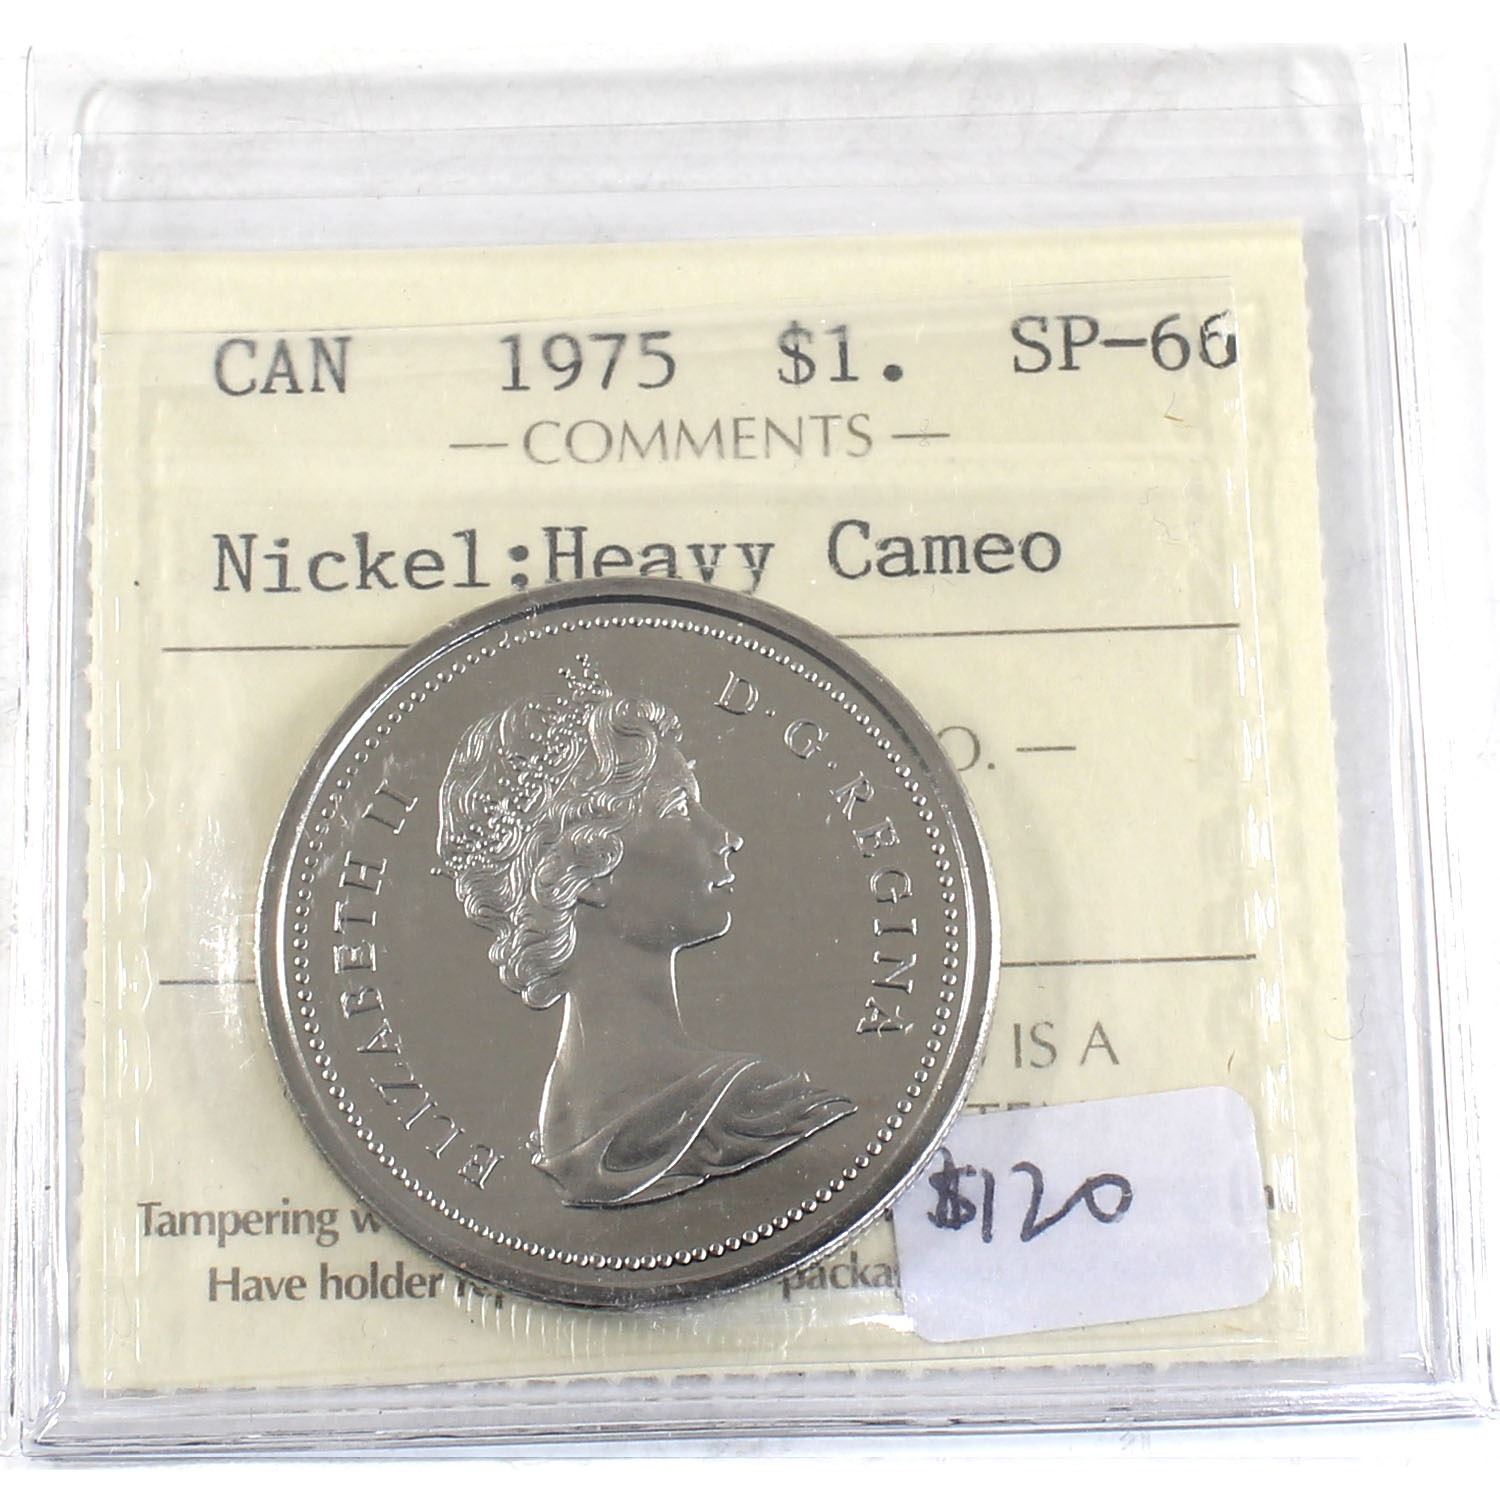 CAN 1975 $1. SP-66
— COMMENTS —
Nickel:Heavy Cameo
O. —
ELIZABETH II D·G·REGINA
IS A
$120
Tampering
Have holder